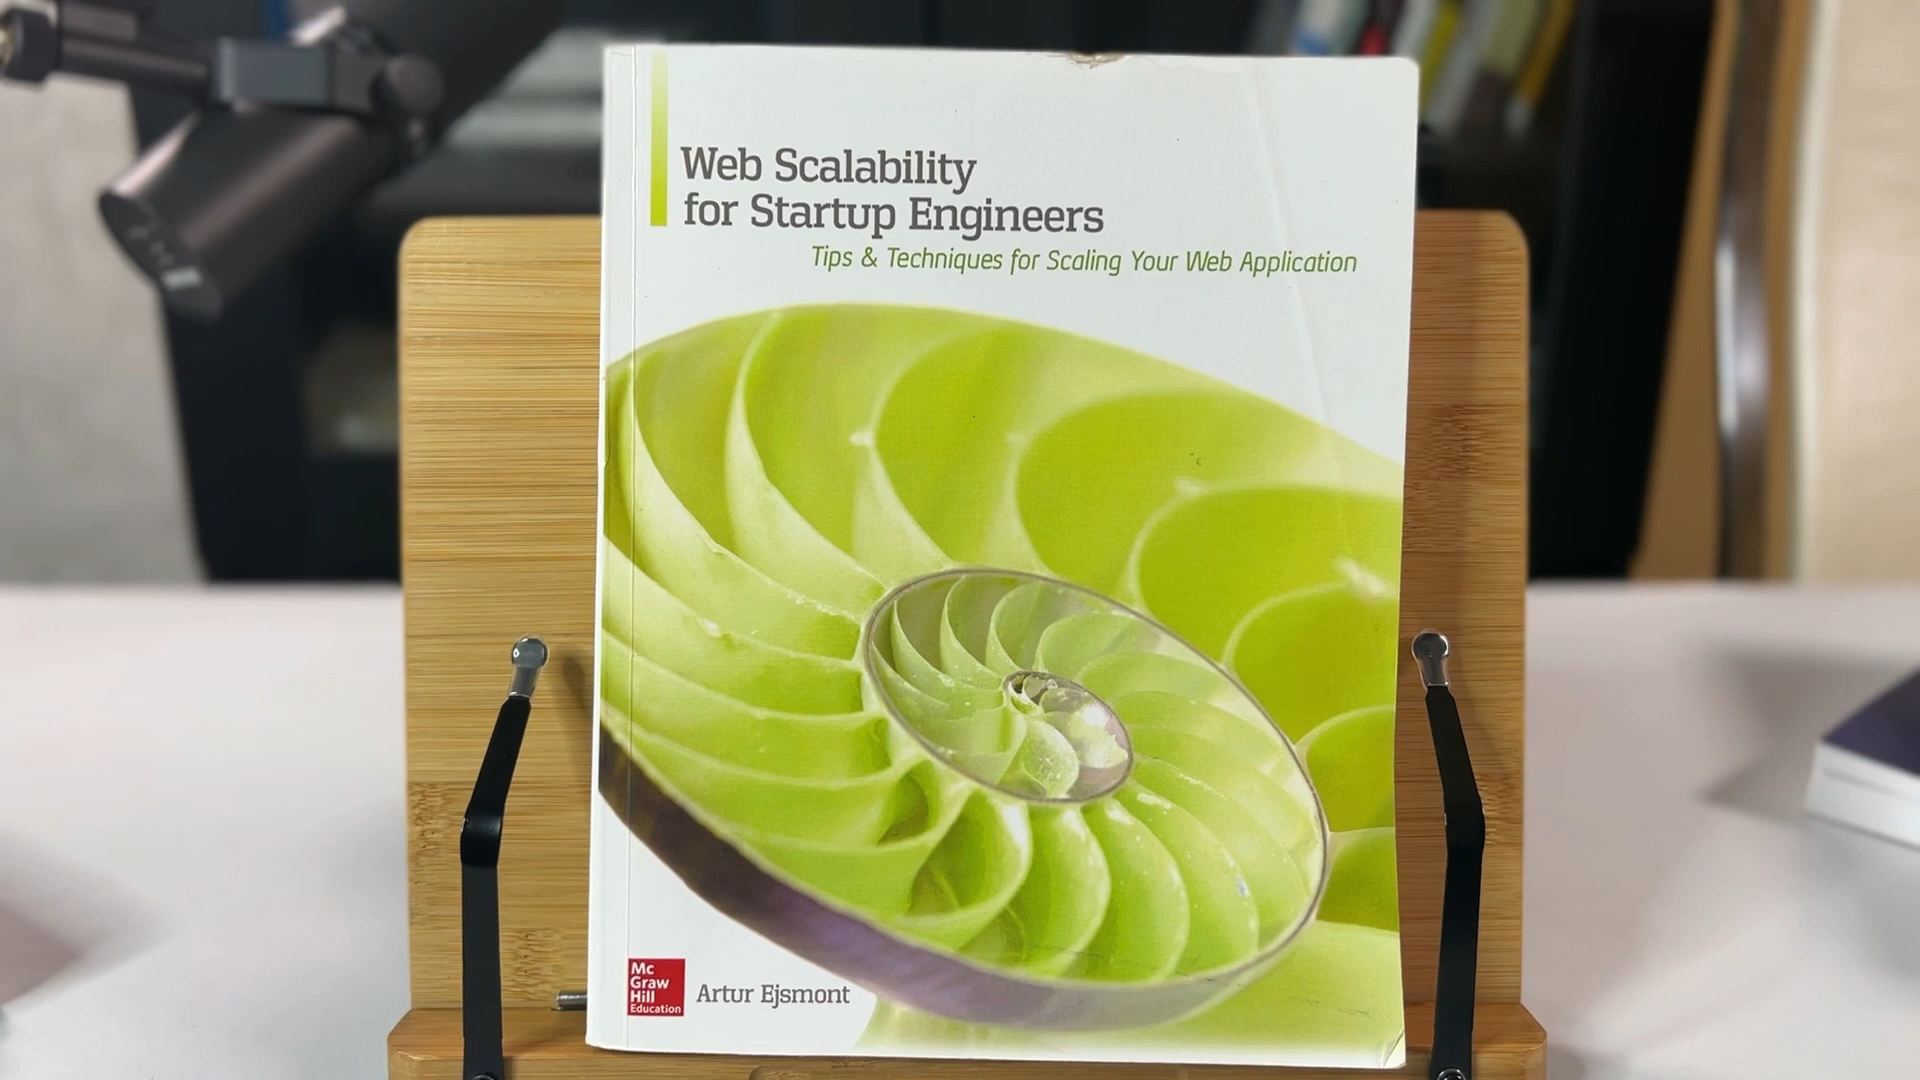 Web Scalability
for Startup Engineers
Tips & Techniques for Scaling Your Web Application
Mc
Graw
Hill
Education
Artur Ejsmont